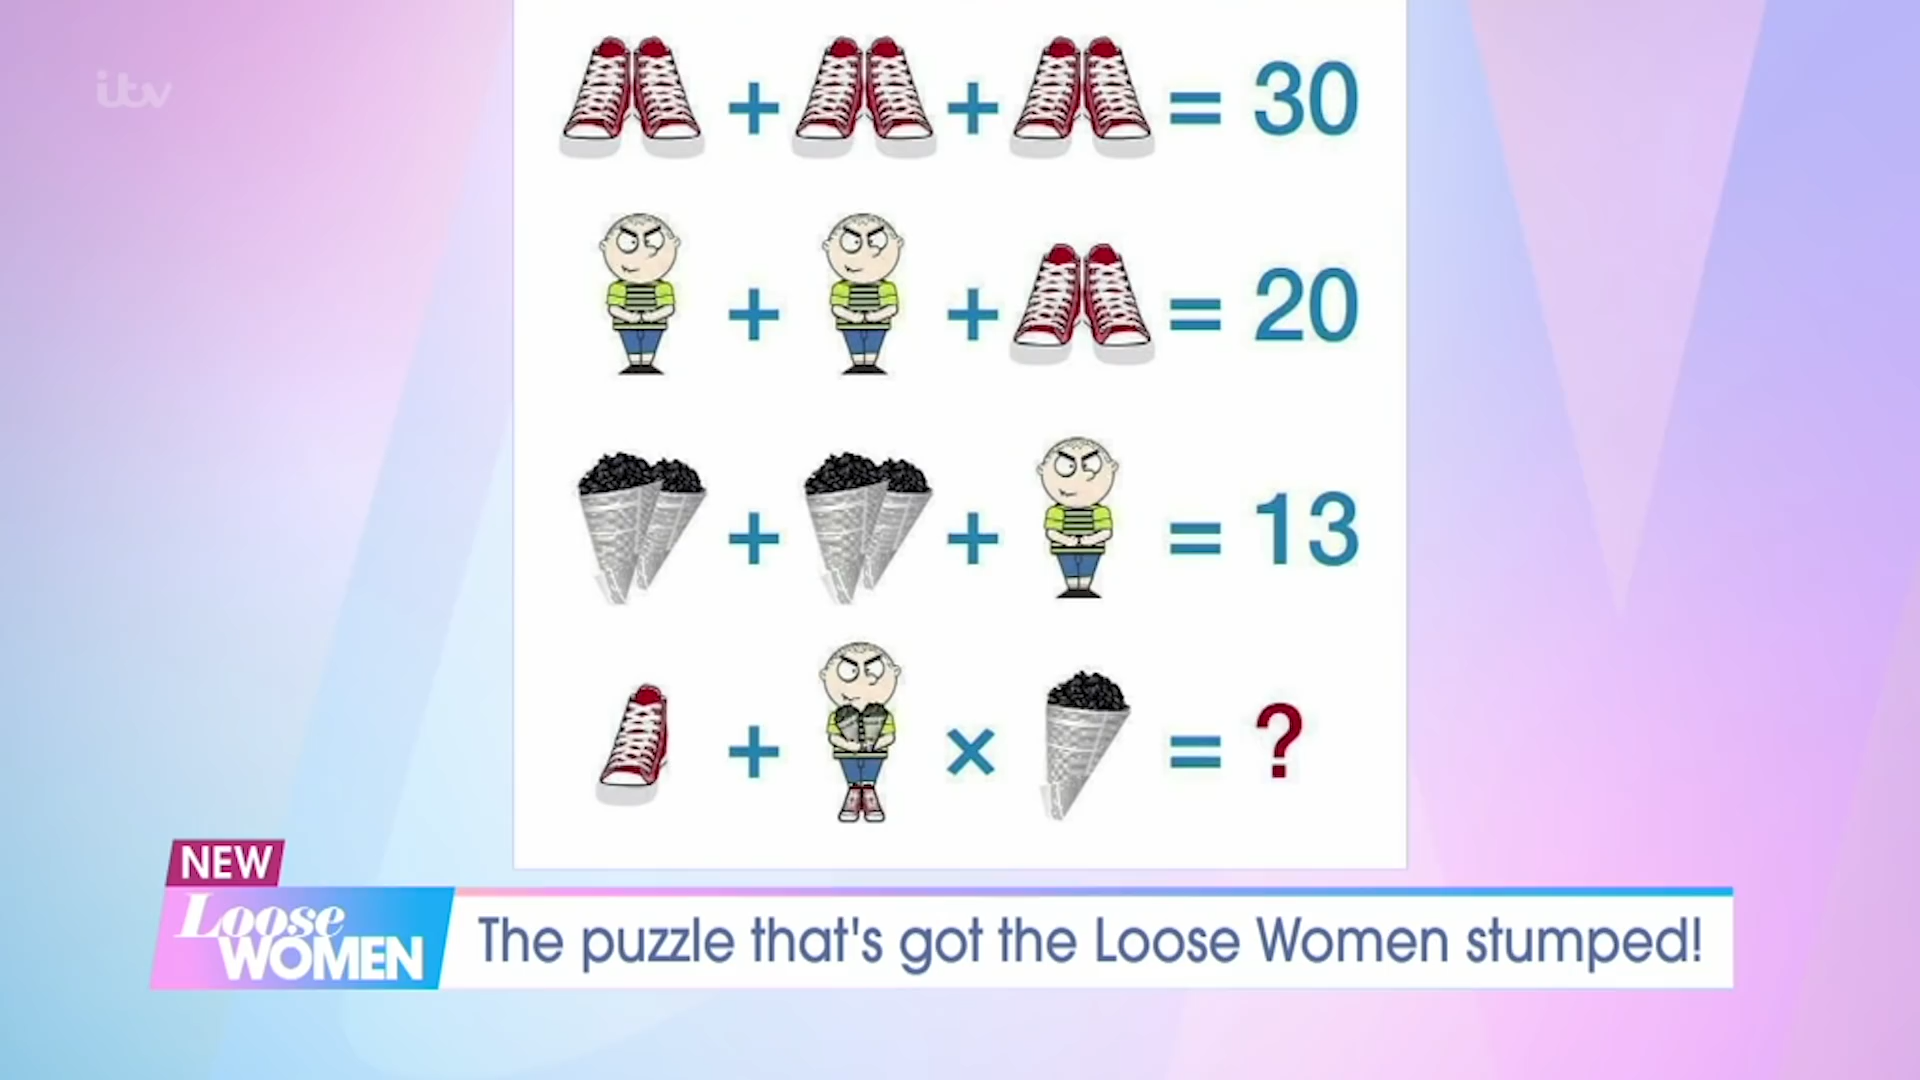 itv
+ + = 30
+ + = 20
+ + = 13
+ × = ?
NEW
Loose
WOMEN
The puzzle that's got the Loose Women stumped!